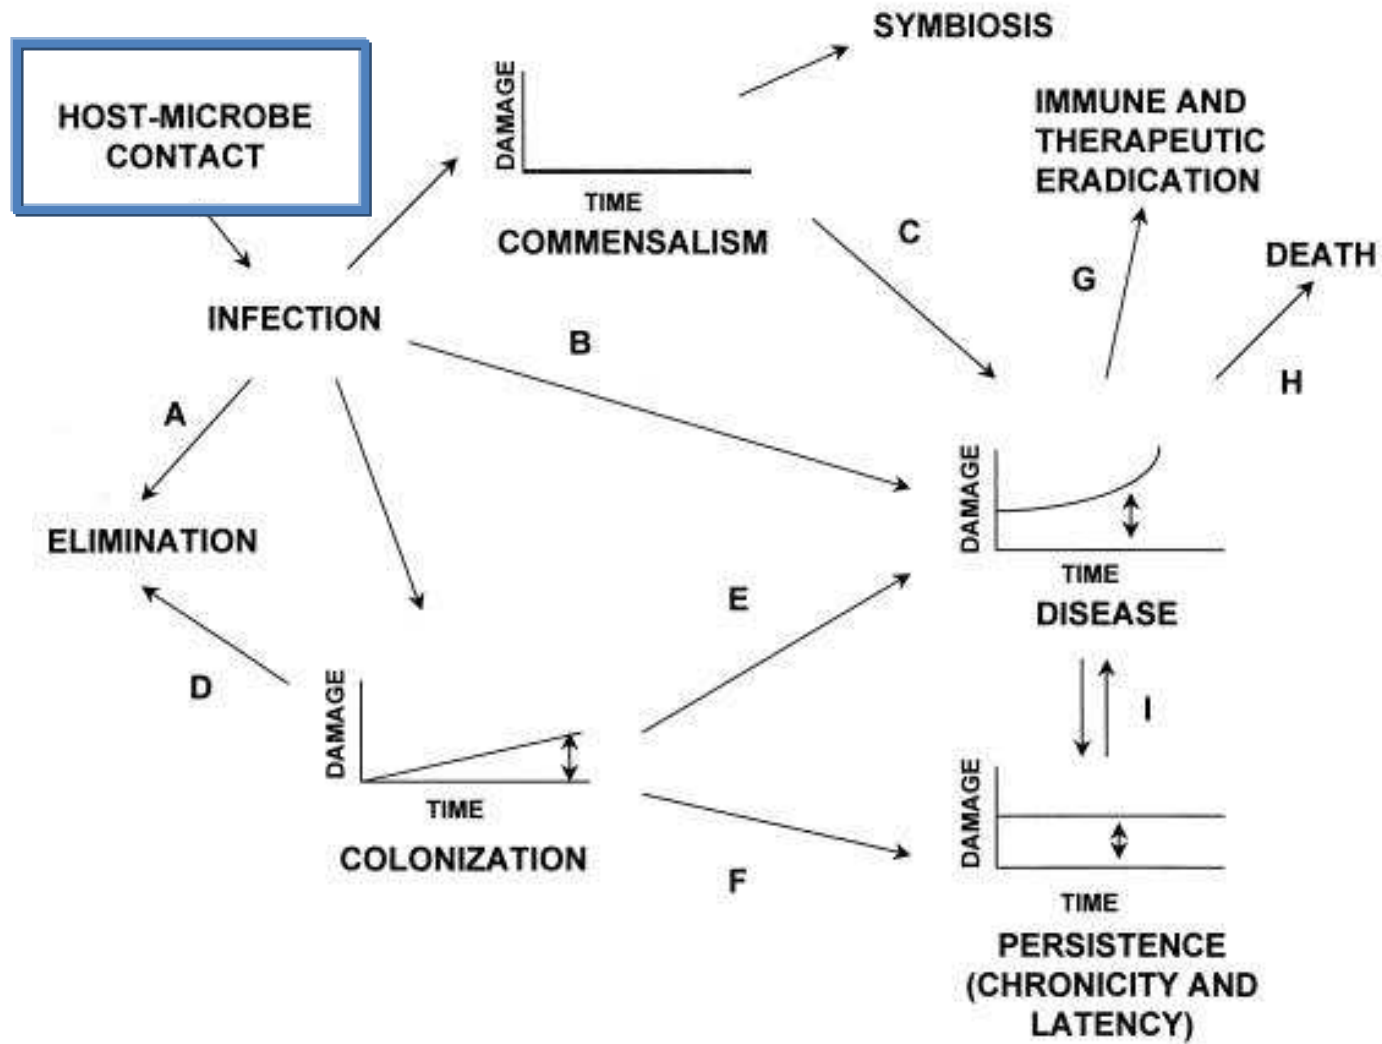 SYMBIOSIS
HOST-MICROBE
CONTACT
DAMAGE
TIME
COMMENSALISM
IMMUNE AND
THERAPEUTIC
ERADICATION
C
G
DEATH
H
INFECTION
B
A
ELIMINATION
DAMAGE
TIME
DISEASE
E
D
I
DAMAGE
TIME
COLONIZATION
F
DAMAGE
TIME
PERSISTENCE
(CHRONICITY AND
LATENCY)